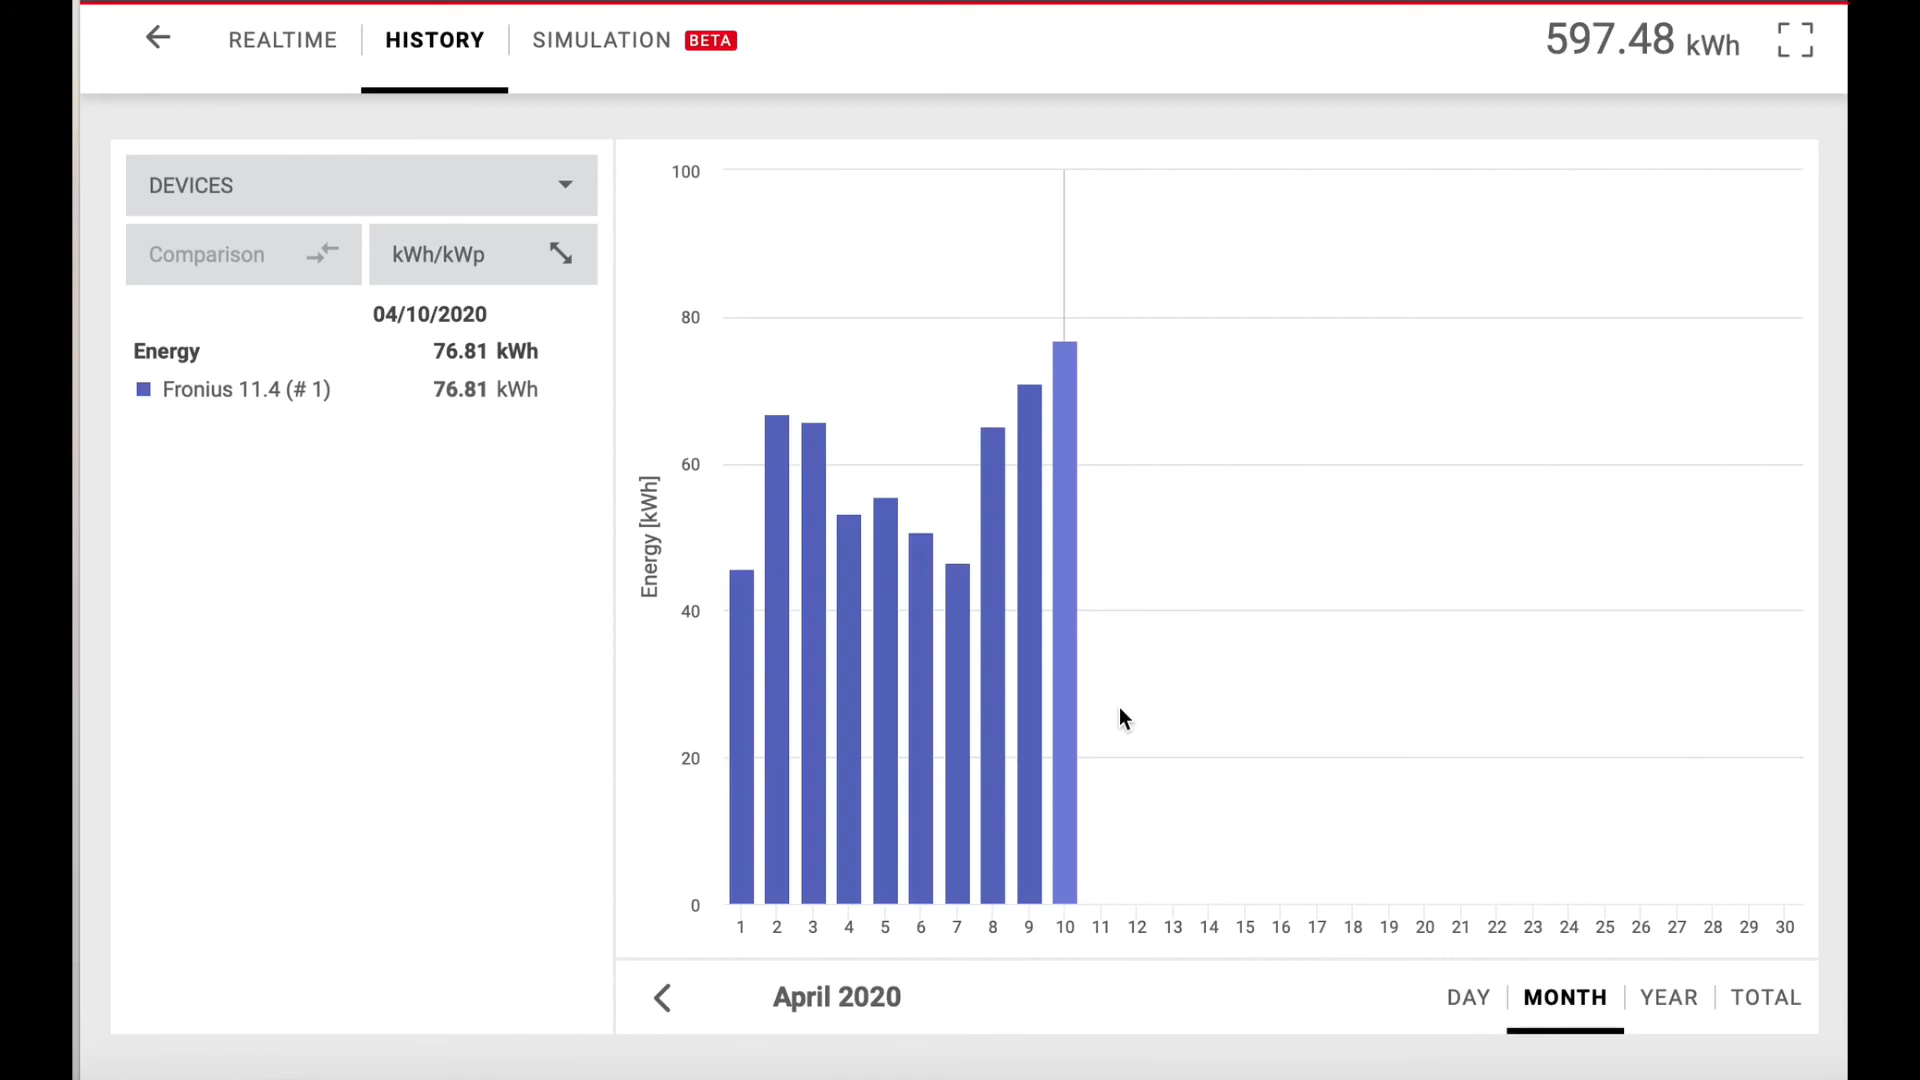 REALTIME HISTORY SIMULATION BETA 597.48 kWh
DEVICES
Comparison kWh/kWp
04/10/2020
Energy 76.81 kWh
Fronius 11.4 (# 1) 76.81 kWh
100
80
60
40
20
0
Energy [kWh]
1 2 3 4 5 6 7 8 9 10 11 12 13 14 15 16 17 18 19 20 21 22 23 24 25 26 27 28 29 30
April 2020 DAY MONTH YEAR TOTAL